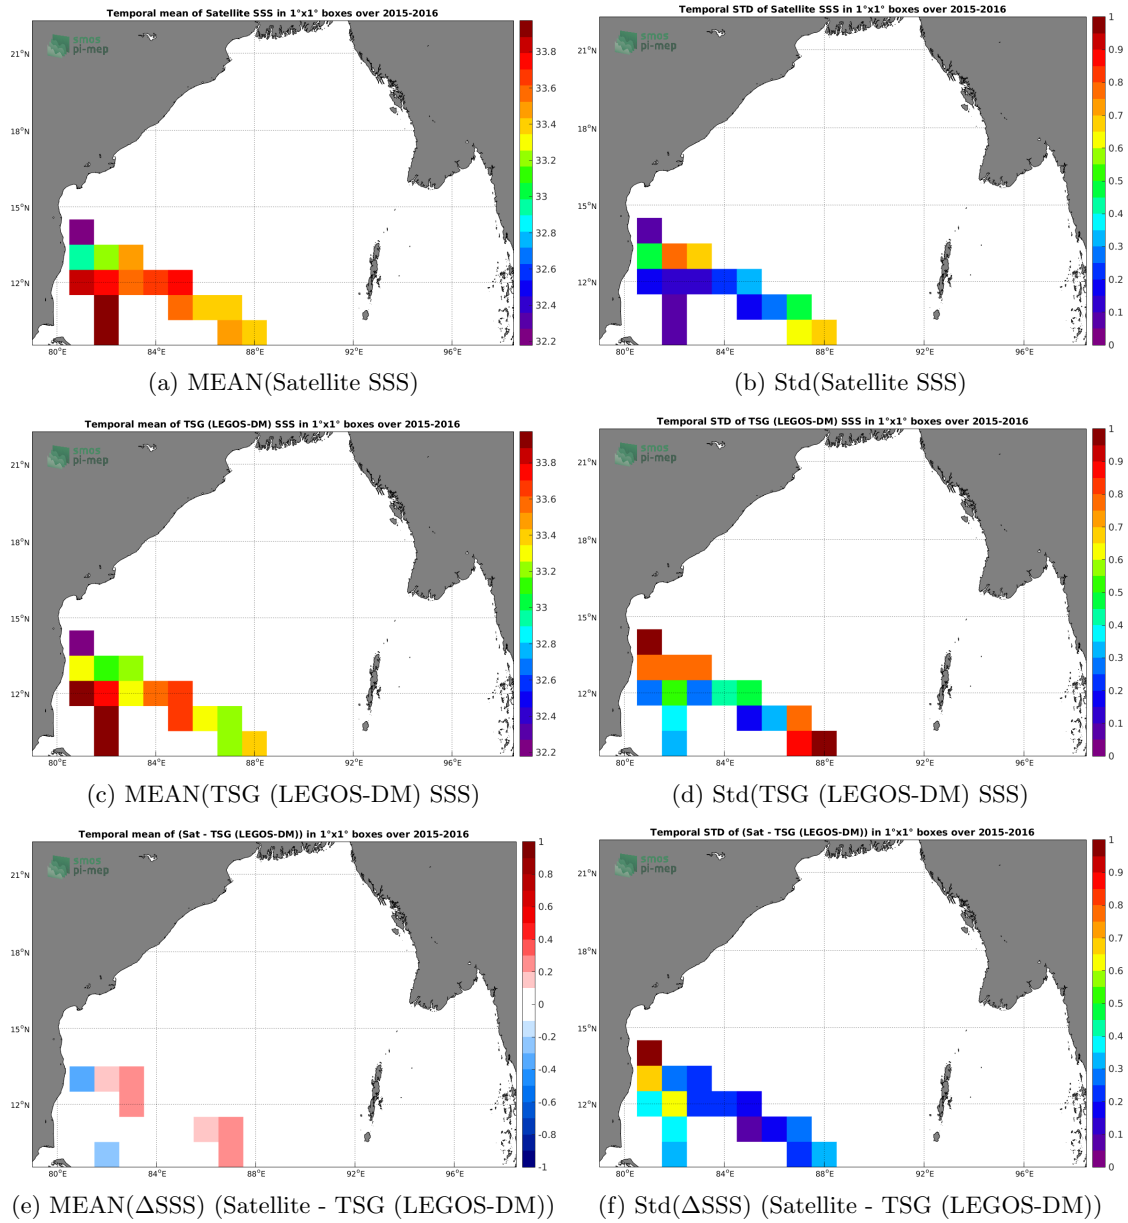 Temporal mean of Satellite SSS in 1°x1° boxes over 2015-2016
smos
pi-mep
21°N
18°N
15°N
12°N
80°E
84°E
88°E
92°E
96°E
33.8
33.6
33.4
33.2
33
32.8
32.6
32.4
32.2
(a) MEAN(Satellite SSS)
Temporal STD of Satellite SSS in 1°x1° boxes over 2015-2016
smos
pi-mep
21°N
18°N
15°N
12°N
80°E
84°E
88°E
92°E
96°E
1
0.9
0.8
0.7
0.6
0.5
0.4
0.3
0.2
0.1
0
(b) Std(Satellite SSS)
Temporal mean of TSG (LEGOS-DM) SSS in 1°x1° boxes over 2015-2016
smos
pi-mep
21°N
18°N
15°N
12°N
80°E
84°E
88°E
92°E
96°E
33.8
33.6
33.4
33.2
33
32.8
32.6
32.4
32.2
(c) MEAN(TSG (LEGOS-DM) SSS)
Temporal STD of TSG (LEGOS-DM) SSS in 1°x1° boxes over 2015-2016
smos
pi-mep
21°N
18°N
15°N
12°N
80°E
84°E
88°E
92°E
96°E
1
0.9
0.8
0.7
0.6
0.5
0.4
0.3
0.2
0.1
0
(d) Std(TSG (LEGOS-DM) SSS)
Temporal mean of (Sat - TSG (LEGOS-DM)) in 1°x1° boxes over 2015-2016
smos
pi-mep
21°N
18°N
15°N
12°N
80°E
84°E
88°E
92°E
96°E
1
0.8
0.6
0.4
0.2
0
-0.2
-0.4
-0.6
-0.8
-1
(e) MEAN(ΔSSS) (Satellite - TSG (LEGOS-DM))
Temporal STD of (Sat - TSG (LEGOS-DM)) in 1°x1° boxes over 2015-2016
smos
pi-mep
21°N
18°N
15°N
12°N
80°E
84°E
88°E
92°E
96°E
1
0.9
0.8
0.7
0.6
0.5
0.4
0.3
0.2
0.1
0
(f) Std(ΔSSS) (Satellite - TSG (LEGOS-DM))